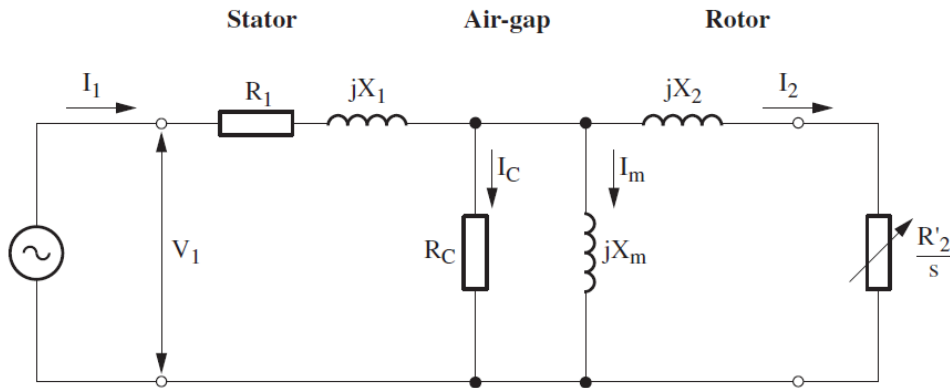 Stator Air-gap Rotor
I1 R1 jX1 jX2 I2
IC Im
V1 RC jXm R'2
s